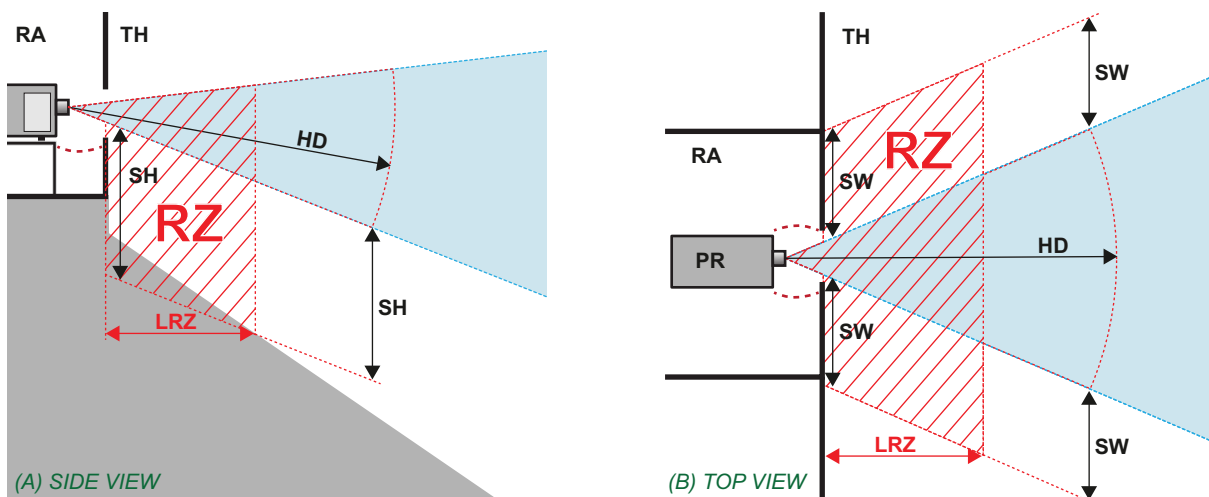 RA
TH
HD
SH
RZ
SH
LRZ
(A) SIDE VIEW
TH
SW
RZ
RA
SW
HD
PR
SW
LRZ
SW
(B) TOP VIEW